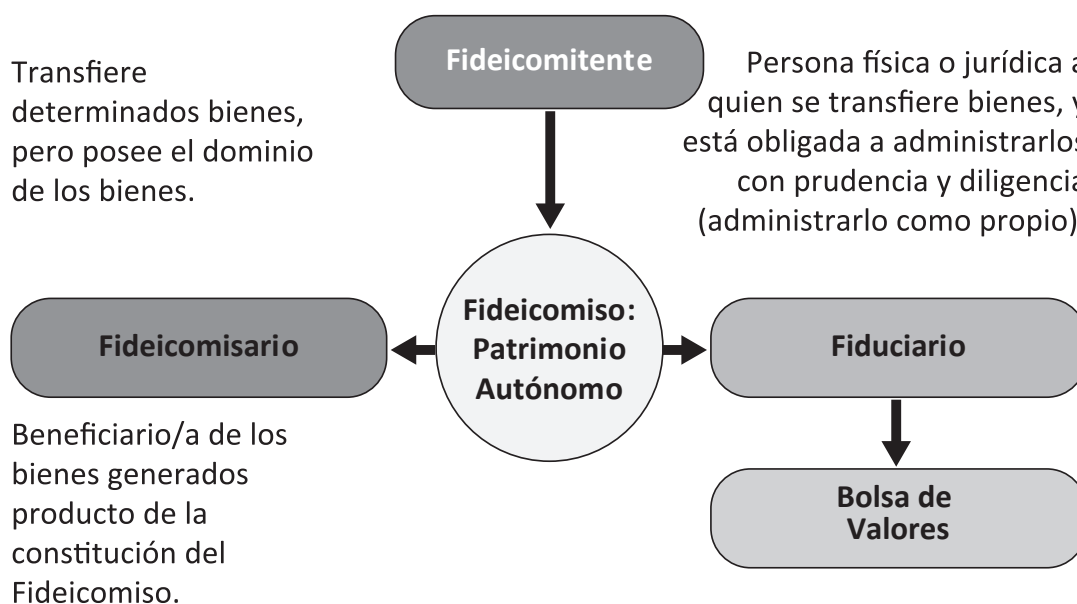 Fideicomitente
Transfiere
determinados bienes,
pero posee el dominio
de los bienes.
Persona física o jurídica a
quien se transfiere bienes, y
está obligada a administrarlos
con prudencia y diligencia
(administrarlo como propio)
Fideicomiso:
Patrimonio
Autónomo
Fideicomisario
Fiduciario
Beneficiario/a de los
bienes generados
producto de la
constitución del
Fideicomiso.
Bolsa de
Valores